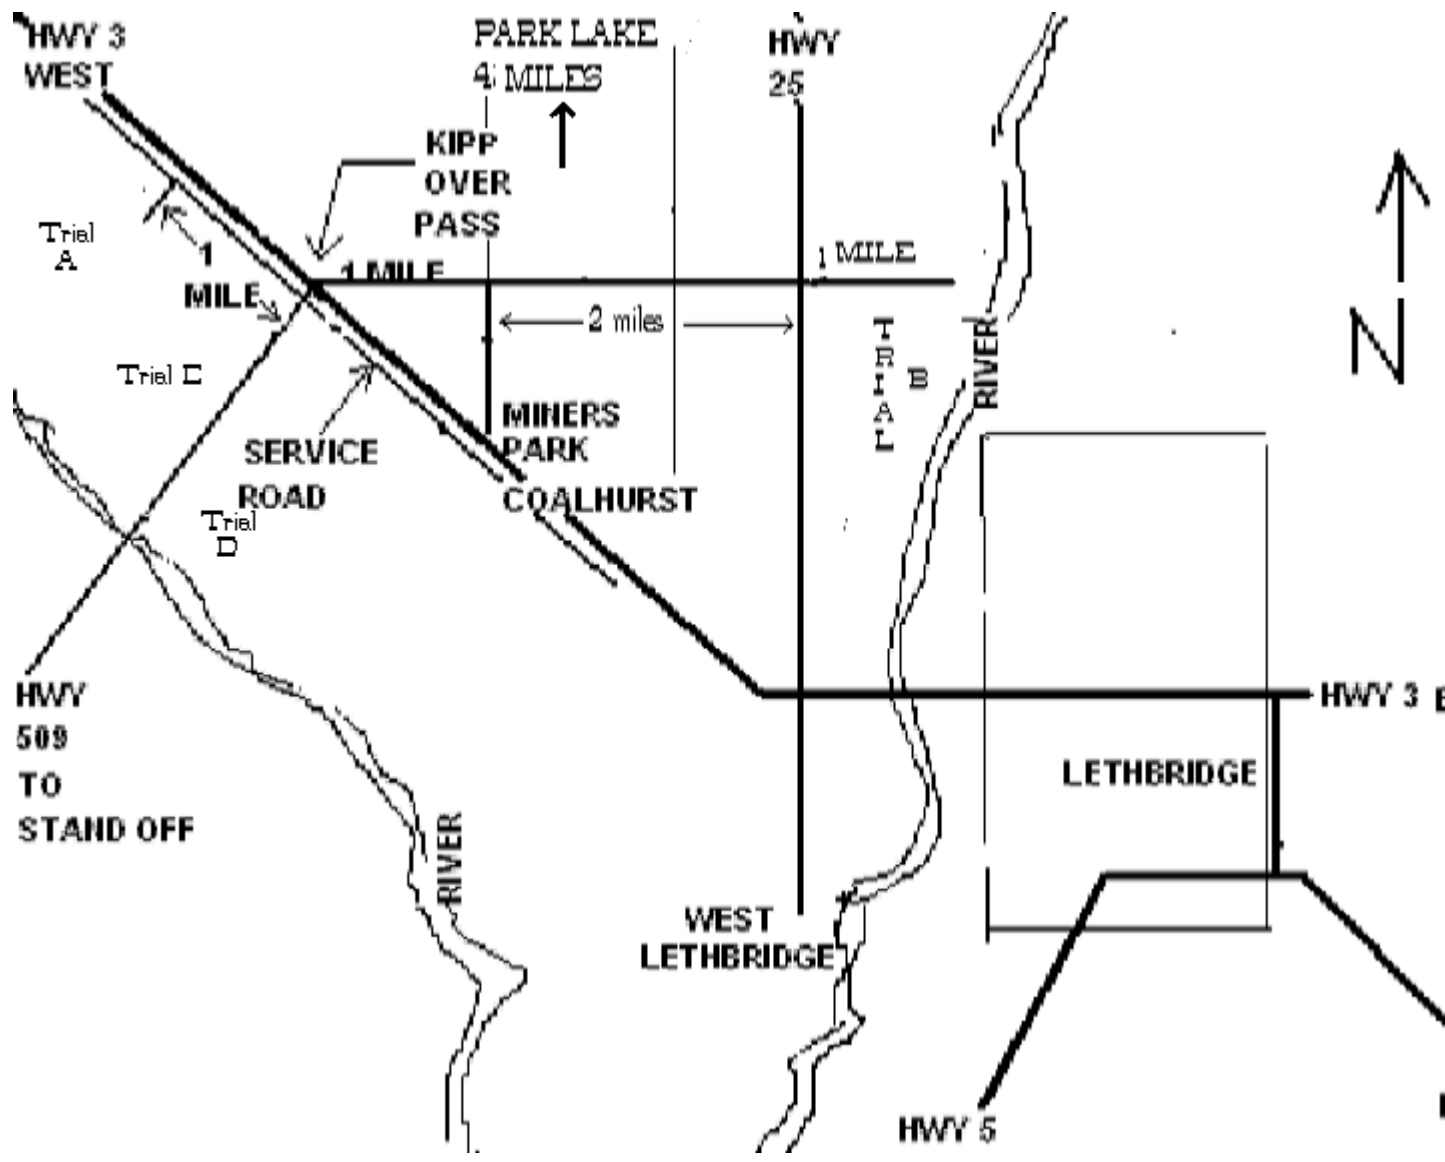 HWY 3
WEST
PARK LAKE
4 MILES
HWY
25
KIPP
OVER
PASS
Trial
A
1
MILE
1 MILE
1 MILE
2 miles
TRIAL
B
RIVER
N
Trial E
SERVICE
ROAD
MINERS
PARK
COALHURST
Trial
D
HWY
509
TO
STAND OFF
HWY 3 E
LETHBRIDGE
RIVER
WEST
LETHBRIDGE
HWY 5